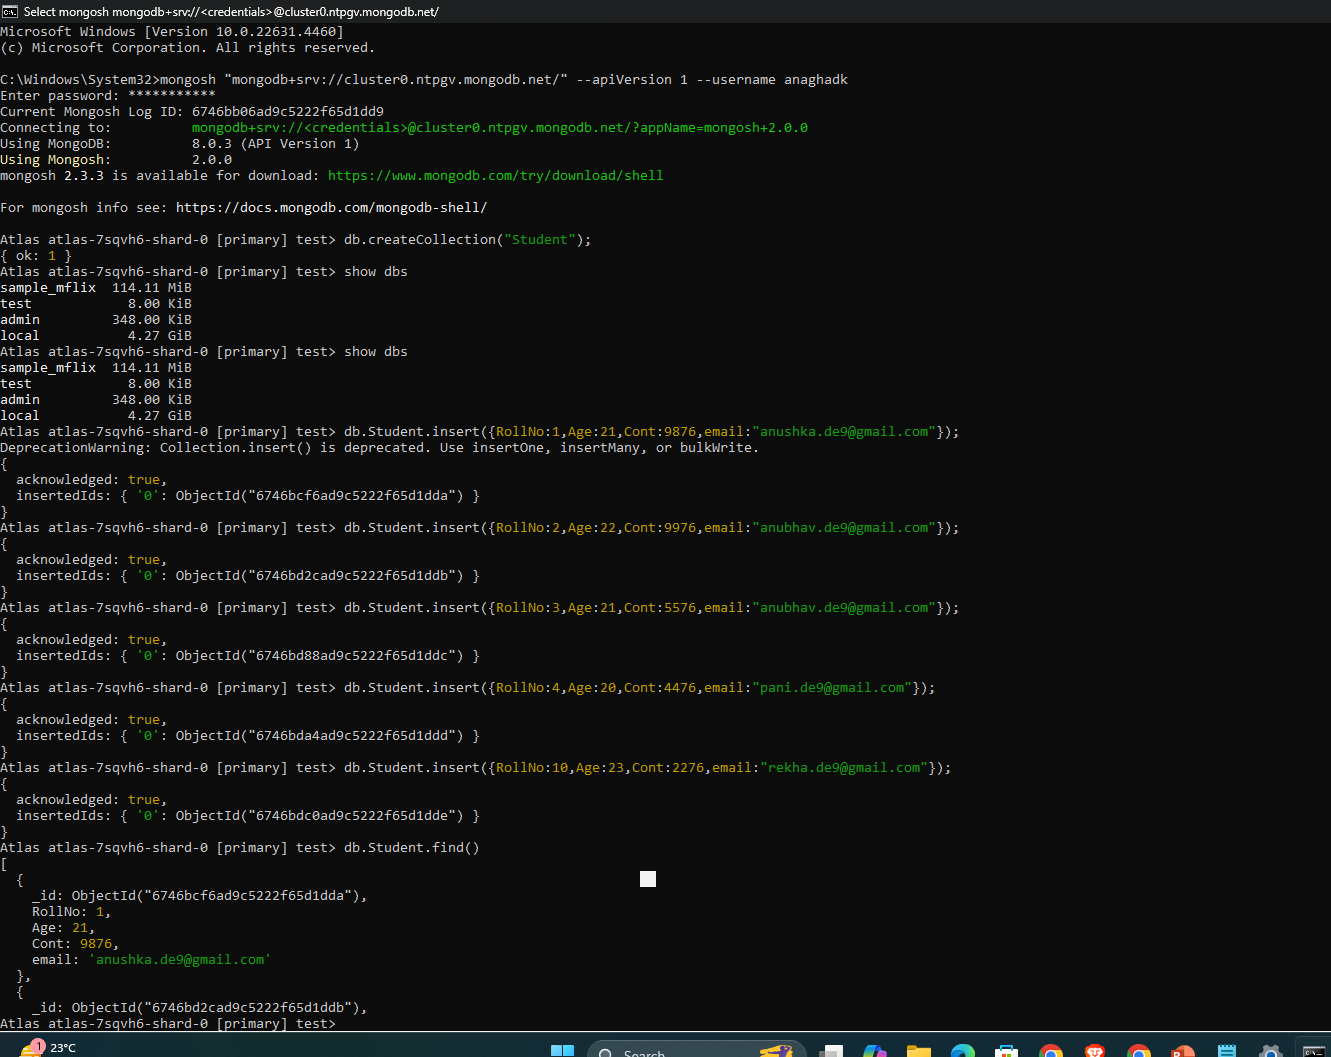 Select mongosh mongodb+srv://<credentials>@cluster0.ntpgv.mongodb.net/
Microsoft Windows [Version 10.0.22631.4460]
(c) Microsoft Corporation. All rights reserved.
C:\Windows\System32>mongosh "mongodb+srv://cluster0.ntpgv.mongodb.net/" --apiVersion 1 --username anaghadk
Enter password: ***********
Current Mongosh Log ID: 6746bb06ad9c5222f65d1dd9
Connecting to: mongodb+srv://<credentials>@cluster0.ntpgv.mongodb.net/?appName=mongosh+2.0.0
Using MongoDB: 8.0.3 (API Version 1)
Using Mongosh: 2.0.0
mongosh 2.3.3 is available for download: https://www.mongodb.com/try/download/shell
For mongosh info see: https://docs.mongodb.com/mongodb-shell/
Atlas atlas-7sqvh6-shard-0 [primary] test> db.createCollection("Student");
{ ok: 1 }
Atlas atlas-7sqvh6-shard-0 [primary] test> show dbs
sample_mflix 114.11 MiB
test 8.00 KiB
admin 348.00 KiB
local 4.27 GiB
Atlas atlas-7sqvh6-shard-0 [primary] test> show dbs
sample_mflix 114.11 MiB
test 8.00 KiB
admin 348.00 KiB
local 4.27 GiB
Atlas atlas-7sqvh6-shard-0 [primary] test> db.Student.insert({RollNo:1,Age:21,Cont:9876,email:"anushka.de9@gmail.com"});
DeprecationWarning: Collection.insert() is deprecated. Use insertOne, insertMany, or bulkWrite.
{
acknowledged: true,
insertedIds: { '0': ObjectId("6746bcf6ad9c5222f65d1dda") }
}
Atlas atlas-7sqvh6-shard-0 [primary] test> db.Student.insert({RollNo:2,Age:22,Cont:9976,email:"anubhav.de9@gmail.com"});
{
acknowledged: true,
insertedIds: { '0': ObjectId("6746bd2cad9c5222f65d1ddb") }
}
Atlas atlas-7sqvh6-shard-0 [primary] test> db.Student.insert({RollNo:3,Age:21,Cont:5576,email:"anubhav.de9@gmail.com"});
{
acknowledged: true,
insertedIds: { '0': ObjectId("6746bd88ad9c5222f65d1ddc") }
}
Atlas atlas-7sqvh6-shard-0 [primary] test> db.Student.insert({RollNo:4,Age:20,Cont:4476,email:"pani.de9@gmail.com"});
{
acknowledged: true,
insertedIds: { '0': ObjectId("6746bda4ad9c5222f65d1ddd") }
}
Atlas atlas-7sqvh6-shard-0 [primary] test> db.Student.insert({RollNo:10,Age:23,Cont:2276,email:"rekha.de9@gmail.com"});
{
acknowledged: true,
insertedIds: { '0': ObjectId("6746bdc0ad9c5222f65d1dde") }
}
Atlas atlas-7sqvh6-shard-0 [primary] test> db.Student.find()
[
{
_id: ObjectId("6746bcf6ad9c5222f65d1dda"),
RollNo: 1,
Age: 21,
Cont: 9876,
email: 'anushka.de9@gmail.com'
},
{
_id: ObjectId("6746bd2cad9c5222f65d1ddb"),
Atlas atlas-7sqvh6-shard-0 [primary] test>
1 23°C Search